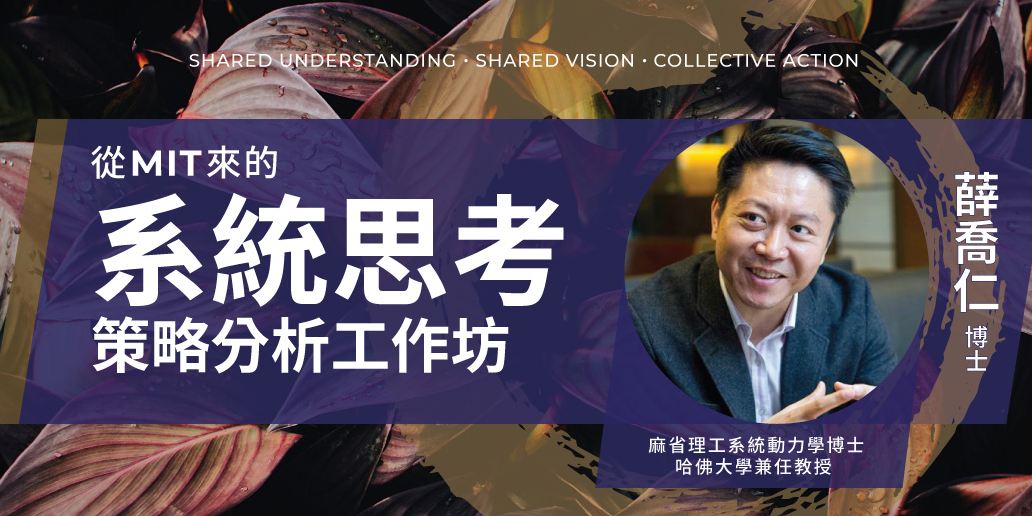 SHARED UNDERSTANDING · SHARED VISION · COLLECTIVE ACTION
從MIT來的
系統思考
策略分析工作坊
薛喬仁
博士
麻省理工系統動力學博士
哈佛大學兼任教授